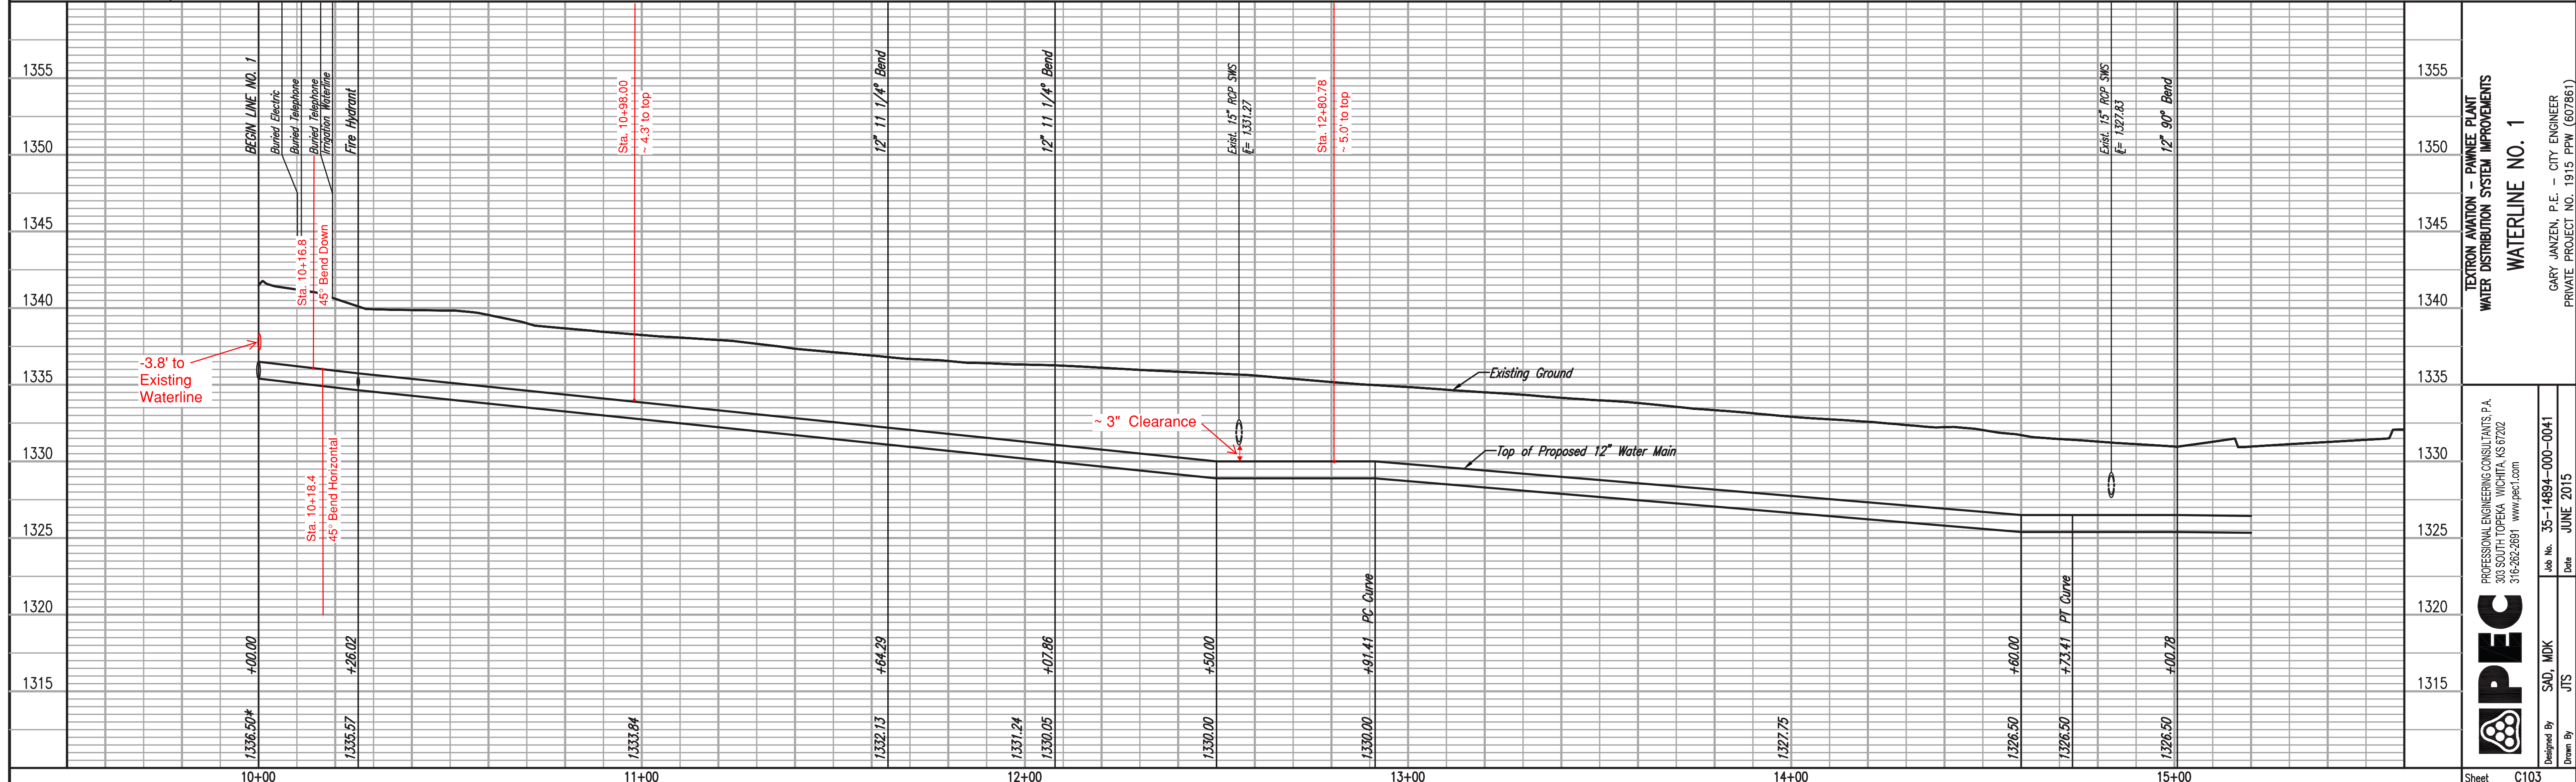 1355
1350
1345
1340
1335
1330
1325
1320
1315
BEGIN LINE NO. 1
Buried Electric
Buried Telephone
Buried Telephone
Irrigation Waterline
Fire Hydrant
Sta. 10+16.8
45° Bend Down
Sta. 10+18.4
45° Bend Horizontal
-3.8' to
Existing
Waterline
Sta. 10+98.00
~ 4.3' to top
12" 11 1/4° Bend
12" 11 1/4° Bend
Exist. 15" RCP SWS
℄= 1331.27
Sta. 12+80.78
~ 5.0' to top
~ 3" Clearance
Existing Ground
Top of Proposed 12" Water Main
Exist. 15" RCP SWS
℄= 1327.83
12" 90° Bend
+00.00
+26.02
+64.29
+07.86
+50.00
+91.41 PC Curve
+60.00
+73.41 PT Curve
+00.78
1336.50*
1335.57
1333.84
1332.13
1331.24
1330.05
1330.00
1330.00
1327.75
1326.50
1326.50
1326.50
10+00
11+00
12+00
13+00
14+00
15+00
1355
1350
1345
1340
1335
1330
1325
1320
1315
TEXTRON AVIATION - PAWNEE PLANT
WATER DISTRIBUTION SYSTEM IMPROVEMENTS
WATERLINE NO. 1
GARY JANZEN, P.E. - CITY ENGINEER
PRIVATE PROJECT NO. 1915 PPW (607861)
PEC
PROFESSIONAL ENGINEERING CONSULTANTS, P.A.
303 SOUTH TOPEKA WICHITA, KS 67202
316-262-2691 www.pec1.com
Job No. 35-14894-000-0041
Date JUNE 2015
Designed By SAD, MDK
Drawn By JTS
Sheet C103